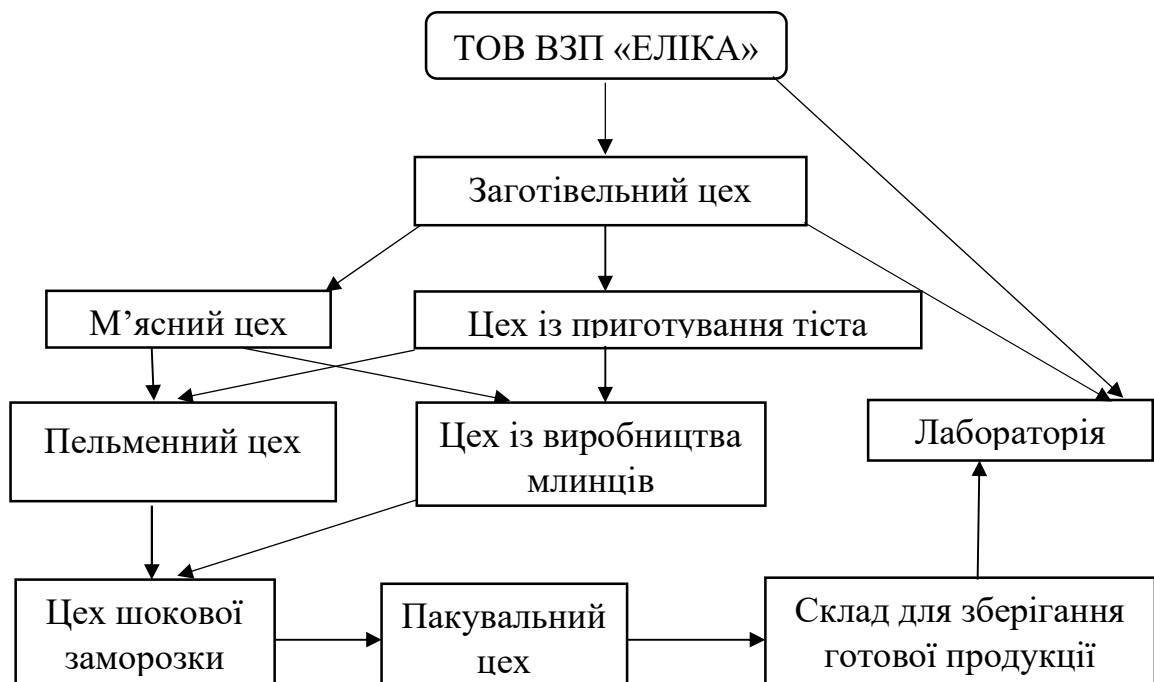 ТОВ ВЗП «ЕЛІКА»
Заготівельний цех
М’ясний цех
Цех із приготування тіста
Пельменний цех
Цех із виробництва
млинців
Лабораторія
Цех шокової
заморозки
Пакувальний
цех
Склад для зберігання
готової продукції